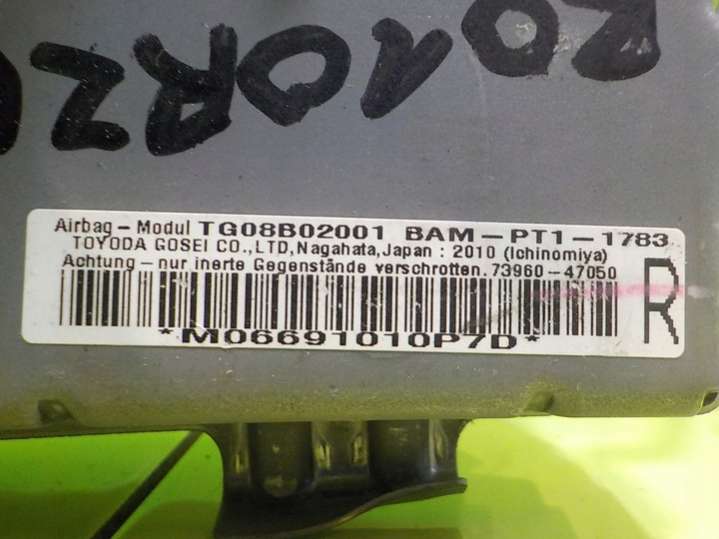 Airbag - Modul TG08B02001 BAM-PT1-1783
TOYODA GOSEI CO.,LTD,Nagahata,Japan : 2010 (Ichinomiya)
Achtung - nur inerte Gegenstände verschrotten.73960-47050
*M06691010P7D*
R